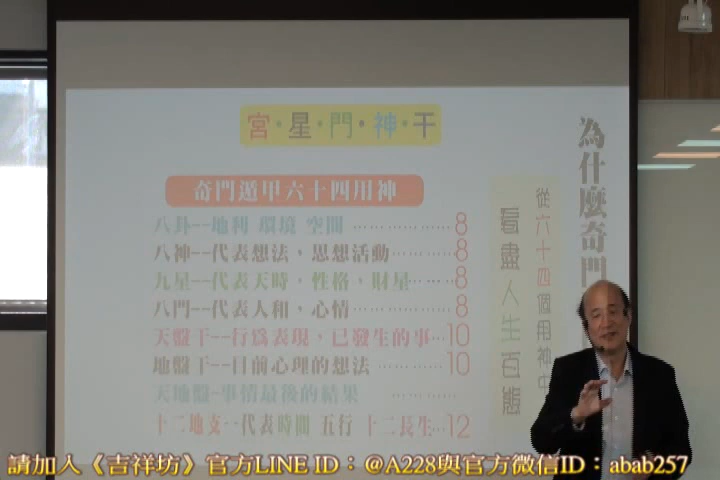 宮·星·門·神·干
奇門遁甲六十四用神
八卦--地利 環境 空間 ………………8
八神--代表想法，思想活動…………8
九星--代表天時，性格，財星………8
八門--代表人和，心情………………8
天盤干--行為表現，已發生的事…10
地盤干--目前心理的想法 …………10
天地盤-事情最後的結果 …………
十二地支--代表時間 五行 十二長生…12
為什麼奇門
從六十四個用神中
看盡人生百態
請加入《吉祥坊》官方LINE ID：@A228與官方微信ID：abab257